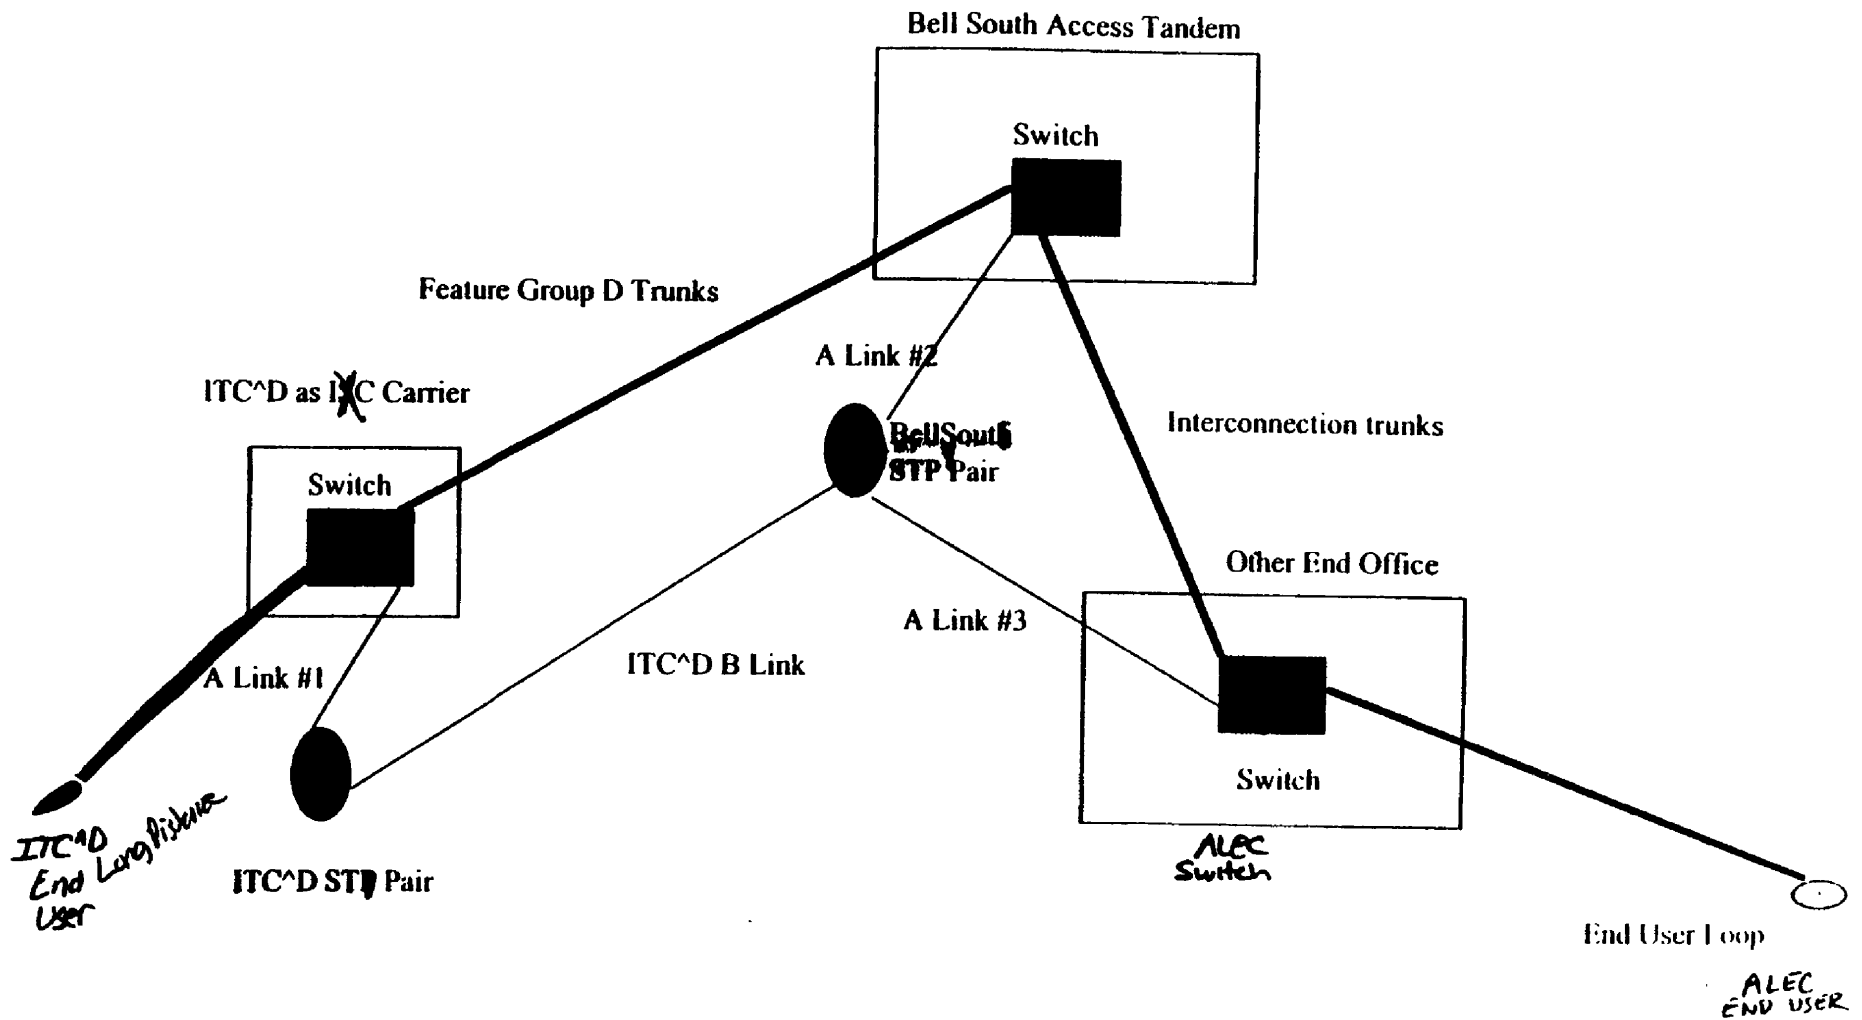 Bell South Access Tandem
Switch
Feature Group D Trunks
A Link #2
ITC^D as IXC Carrier
Interconnection trunks
BellSouth
STP Pair
Switch
Other End Office
A Link #3
ITC^D B Link
A Link #1
Switch
ITC^D
End
User
Long Distance
ALEC
Switch
ITC^D STP Pair
End User Loop
ALEC
END USER